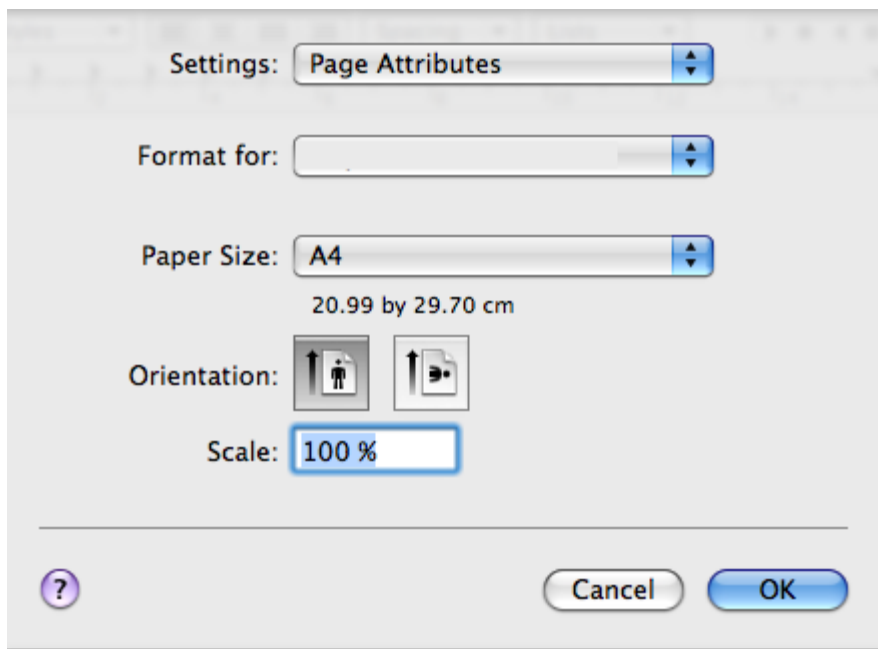 Settings: Page Attributes
Format for:
Paper Size: A4
20.99 by 29.70 cm
Orientation:
Scale: 100 %
? Cancel OK